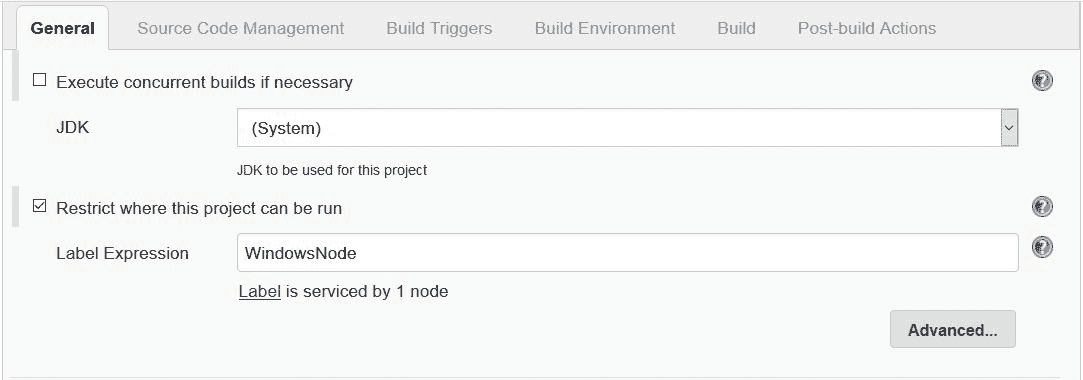 General Source Code Management Build Triggers Build Environment Build Post-build Actions
Execute concurrent builds if necessary
JDK (System)
JDK to be used for this project
Restrict where this project can be run
Label Expression WindowsNode
Label is serviced by 1 node
Advanced...